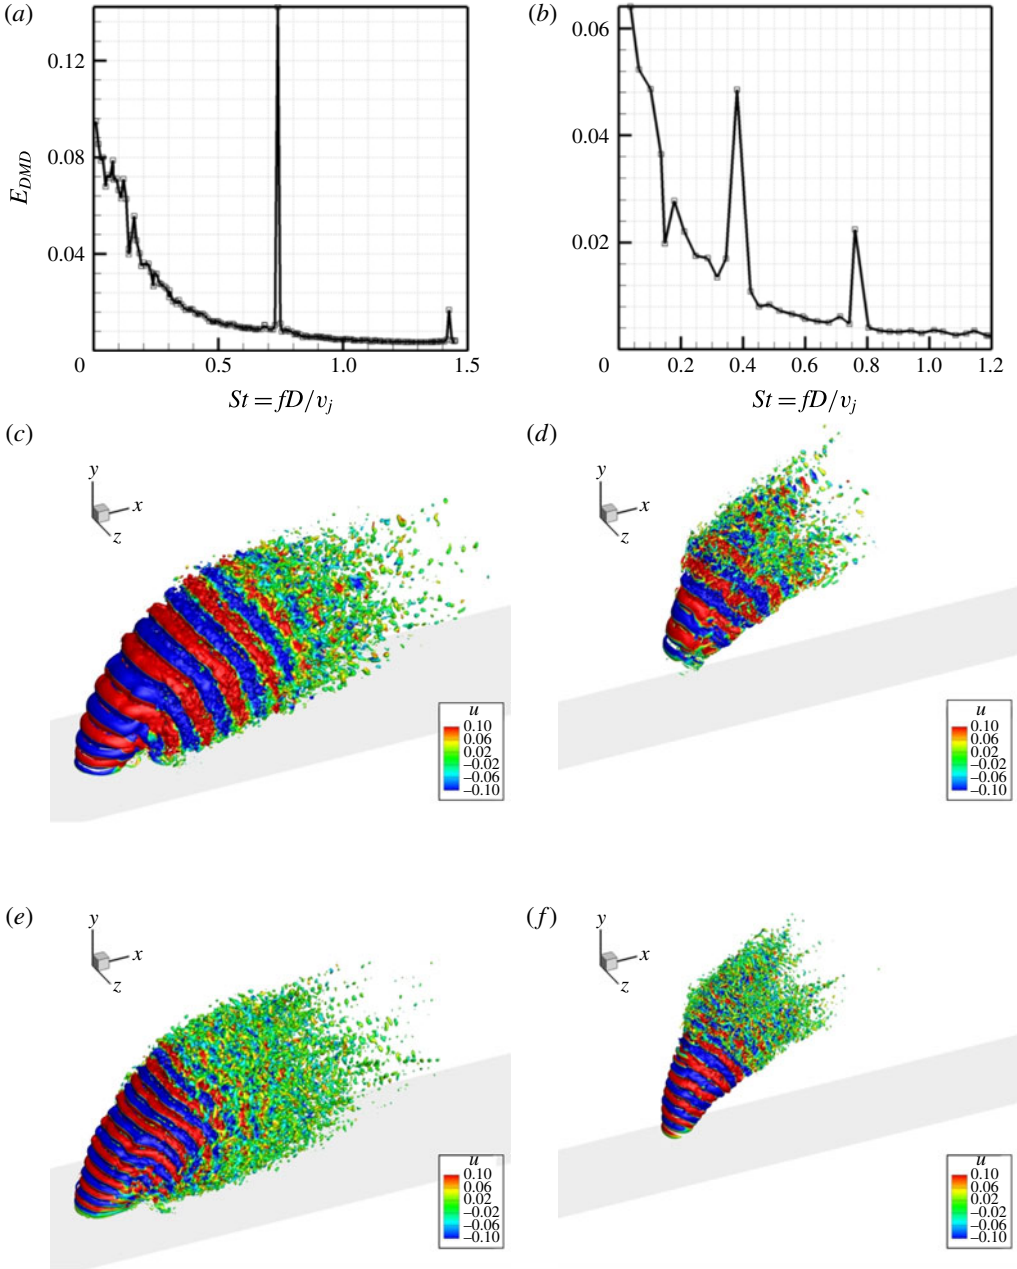 (a)
0.12
0.08
0.04
E_DMD
0
0.5
1.0
1.5
St = fD/v_j
(b)
0.06
0.04
0.02
0
0.2
0.4
0.6
0.8
1.0
1.2
St = fD/v_j
(c)
y
x
z
u
0.10
0.06
0.02
−0.02
−0.06
−0.10
(d)
y
x
z
u
0.10
0.06
0.02
−0.02
−0.06
−0.10
(e)
y
x
z
u
0.10
0.06
0.02
−0.02
−0.06
−0.10
(f)
y
x
z
u
0.10
0.06
0.02
−0.02
−0.06
−0.10